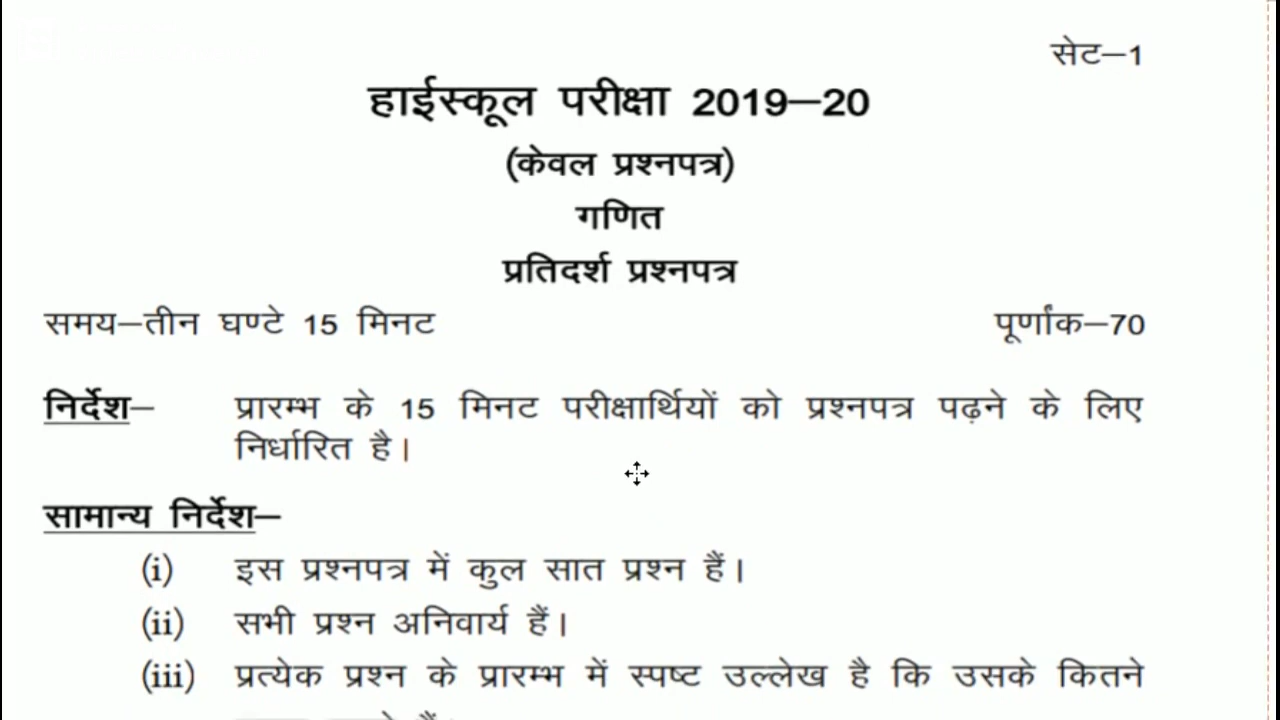 सेट–1
हाईस्कूल परीक्षा 2019–20
(केवल प्रश्नपत्र)
गणित
प्रतिदर्श प्रश्नपत्र
समय–तीन घण्टे 15 मिनट पूर्णांक–70
निर्देश– प्रारम्भ के 15 मिनट परीक्षार्थियों को प्रश्नपत्र पढ़ने के लिए
निर्धारित है।
सामान्य निर्देश–
(i) इस प्रश्नपत्र में कुल सात प्रश्न हैं।
(ii) सभी प्रश्न अनिवार्य हैं।
(iii) प्रत्येक प्रश्न के प्रारम्भ में स्पष्ट उल्लेख है कि उसके कितने